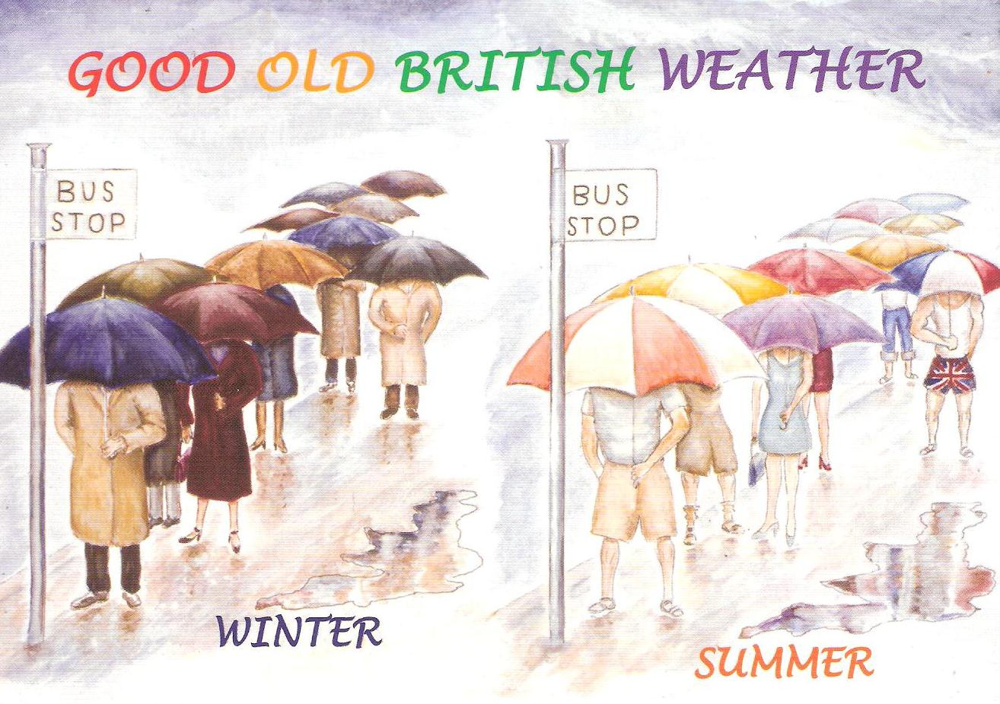 GOOD OLD BRITISH WEATHER
BUS
STOP
BUS
STOP
WINTER
SUMMER